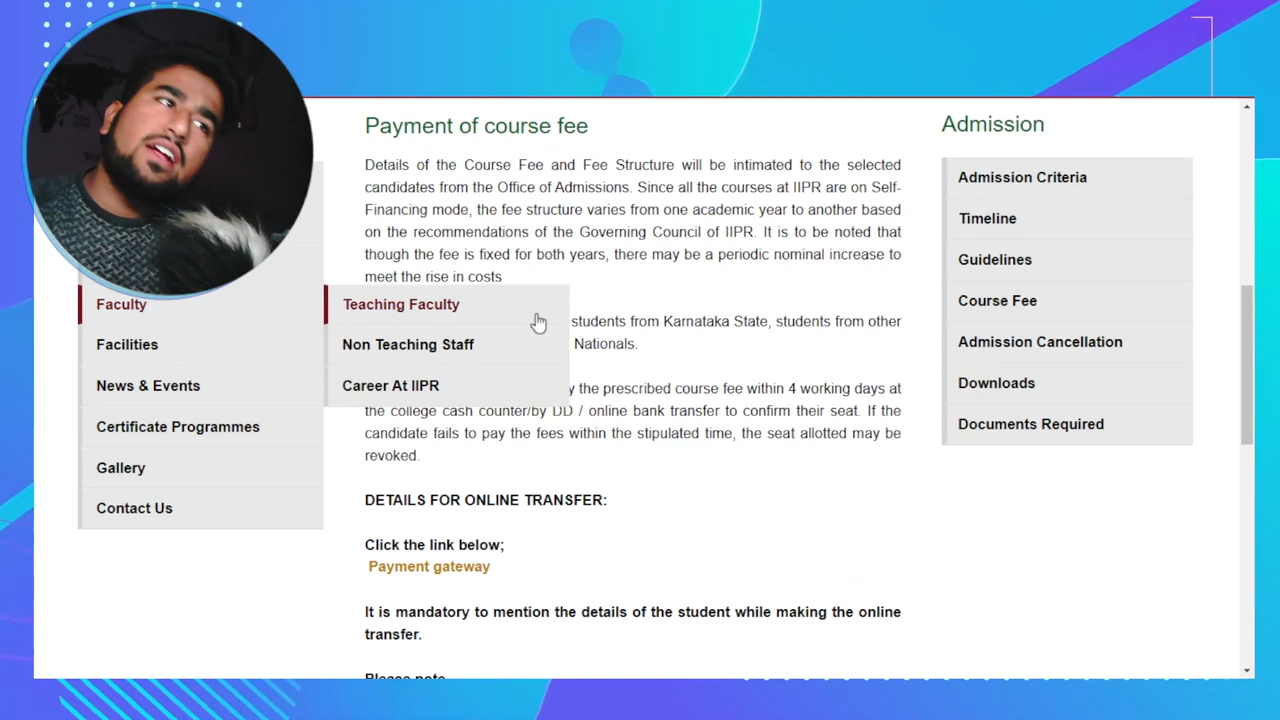 Payment of course fee
Details of the Course Fee and Fee Structure will be intimated to the selected
candidates from the Office of Admissions. Since all the courses at IIPR are on Self-
Financing mode, the fee structure varies from one academic year to another based
on the recommendations of the Governing Council of IIPR. It is to be noted that
though the fee is fixed for both years, there may be a periodic nominal increase to
meet the rise in costs
students from Karnataka State, students from other
Nationals.
the prescribed course fee within 4 working days at
the college cash counter/by DD / online bank transfer to confirm their seat. If the
candidate fails to pay the fees within the stipulated time, the seat allotted may be
revoked.
DETAILS FOR ONLINE TRANSFER:
Click the link below;
Payment gateway
It is mandatory to mention the details of the student while making the online
transfer.
Please note
Faculty
Facilities
News & Events
Certificate Programmes
Gallery
Contact Us
Teaching Faculty
Non Teaching Staff
Career At IIPR
Admission
Admission Criteria
Timeline
Guidelines
Course Fee
Admission Cancellation
Downloads
Documents Required